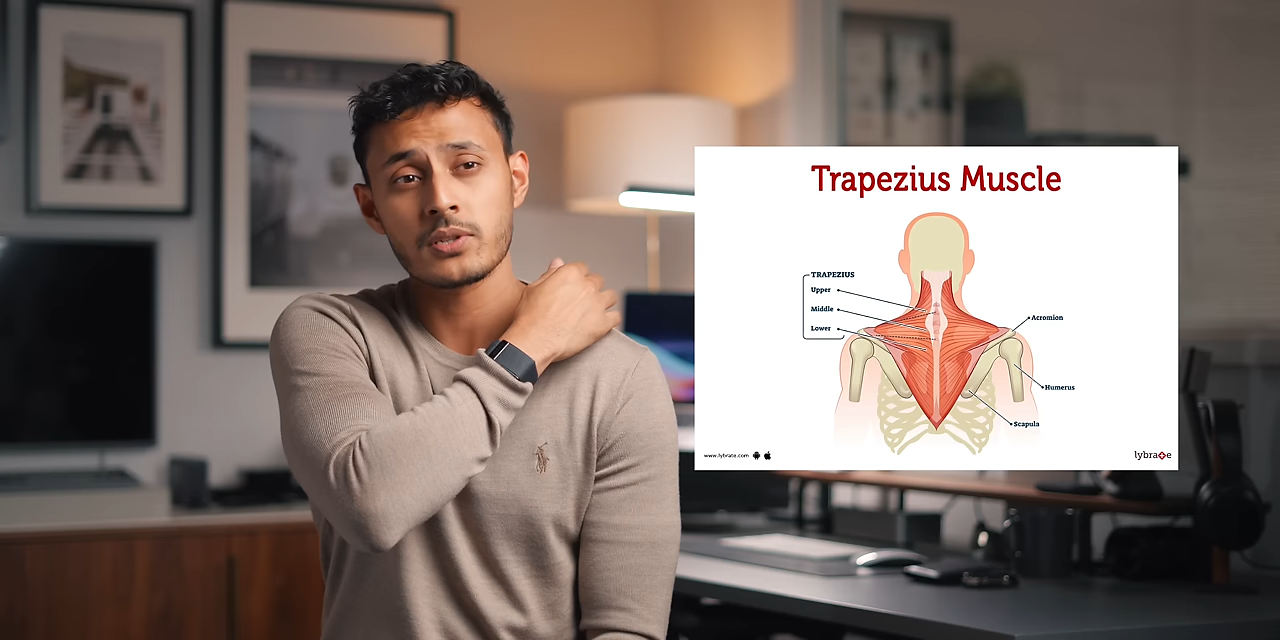 Trapezius Muscle
TRAPEZIUS
Upper
Middle
Lower
Acromion
Humerus
Scapula
www.lybrate.com
lybrate